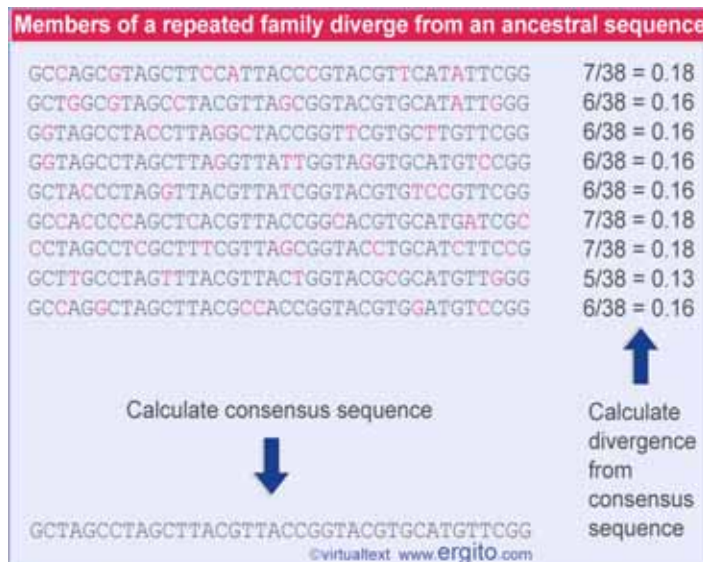 Members of a repeated family diverge from an ancestral sequence
GCCAGCGTAGCTTCCATTACCCGTACGTTCATATTCGG 7/38 = 0.18
GCTGGCGTAGCCTACGTTAGCGGTACGTGCATATTGGG 6/38 = 0.16
GGTAGCCTACCTTAGGCTACCGGTTCGTGCTTGTTCGG 6/38 = 0.16
GGTAGCCTAGCTTAGGTTATTGGTAGGTGCATGTCCGG 6/38 = 0.16
GCTACCCTAGGTTACGTTATCGGTACGTGTCCGTTCGG 6/38 = 0.16
GCCACCCCAGCTCACGTTACCGGCACGTGCATGATCGC 7/38 = 0.18
CCTAGCCTCGCTTTCGTTAGCGGTACCTGCATCTTCCG 7/38 = 0.18
GCTTGCCTAGTTTACGTTACTGGTACGCGCATGTTGGG 5/38 = 0.13
GCCAGGCTAGCTTACGCCACCGGTACGTGGATGTCCGG 6/38 = 0.16
Calculate consensus sequence
Calculate
divergence
from
consensus
sequence
GCTAGCCTAGCTTACGTTACCGGTACGTGCATGTTCGG
©virtualtext www.ergito.com